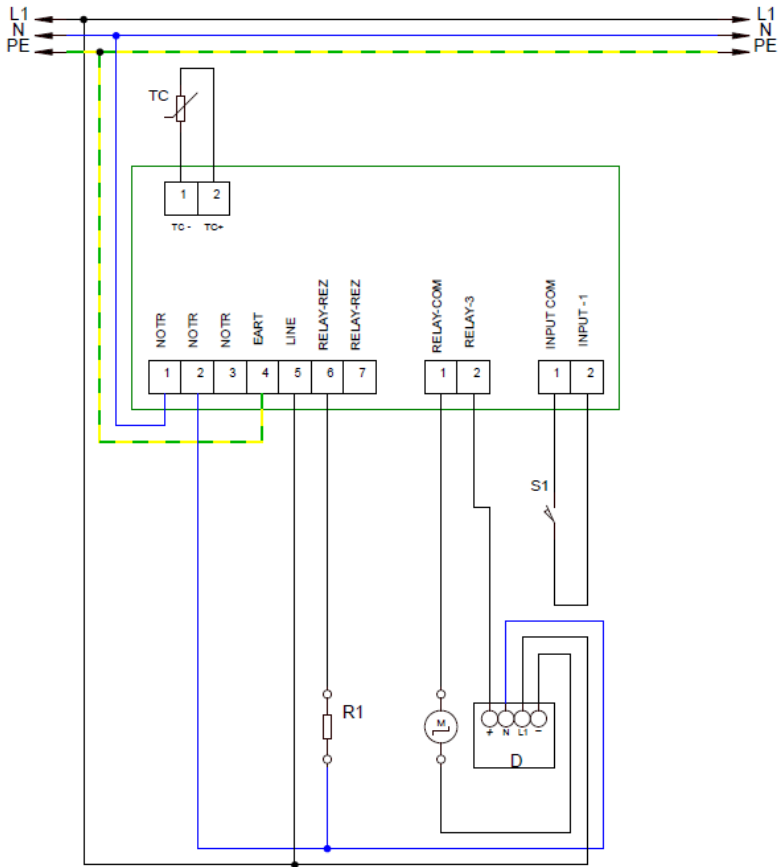 L1 L1
N N
PE PE
TC
1 2
TC - TC+
NOTR NOTR NOTR EART LINE RELAY-REZ RELAY-REZ RELAY-COM RELAY-3 INPUT COM INPUT -1
1 2 3 4 5 6 7 1 2 1 2
S1
R1
M
+ N L1 -
D